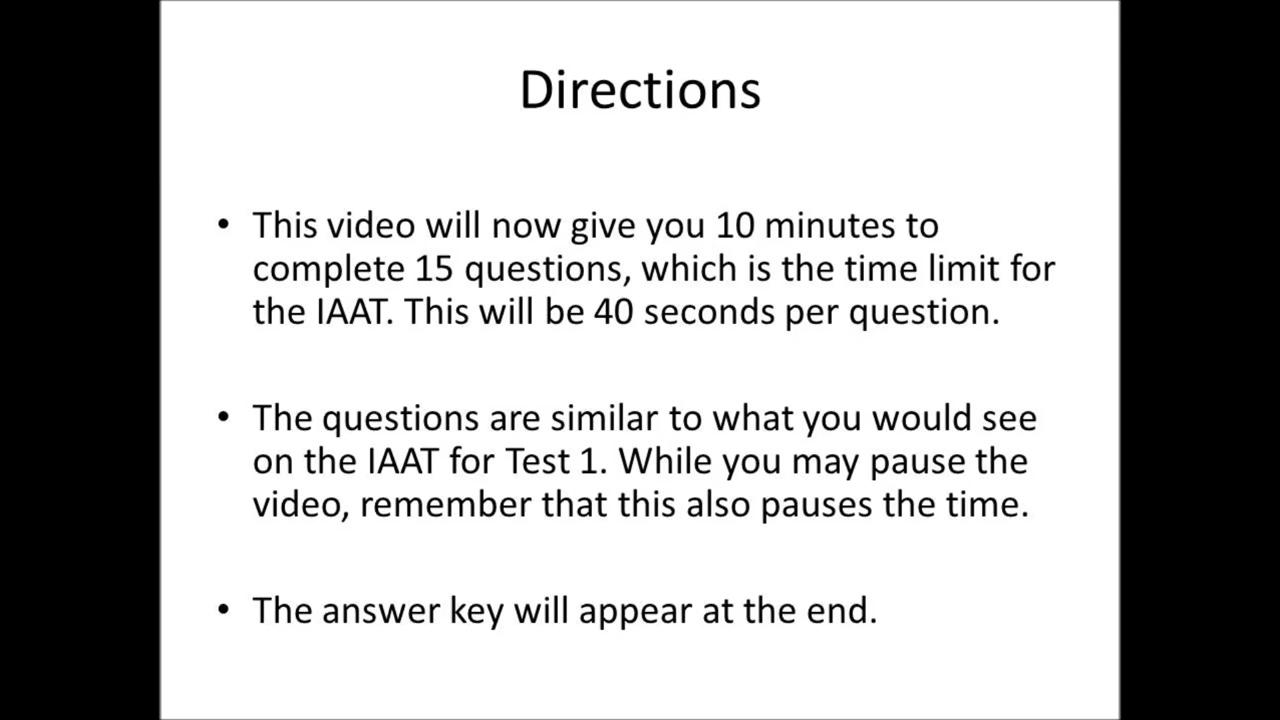 Directions
• This video will now give you 10 minutes to
complete 15 questions, which is the time limit for
the IAAT. This will be 40 seconds per question.
• The questions are similar to what you would see
on the IAAT for Test 1. While you may pause the
video, remember that this also pauses the time.
• The answer key will appear at the end.